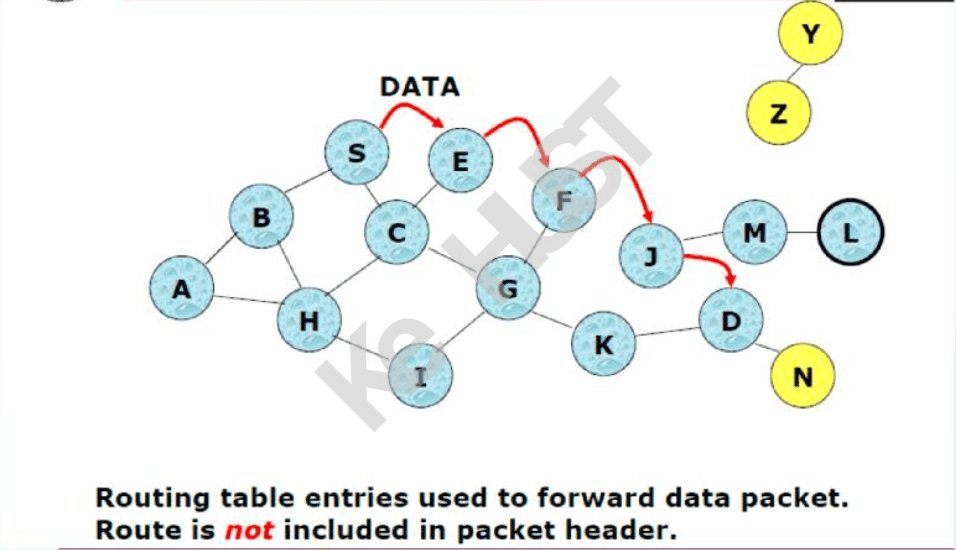 Y
DATA
Z
S
E
F
B
C
J
M
L
A
G
H
D
K
I
N
Ke HUST
Routing table entries used to forward data packet.
Route is not included in packet header.